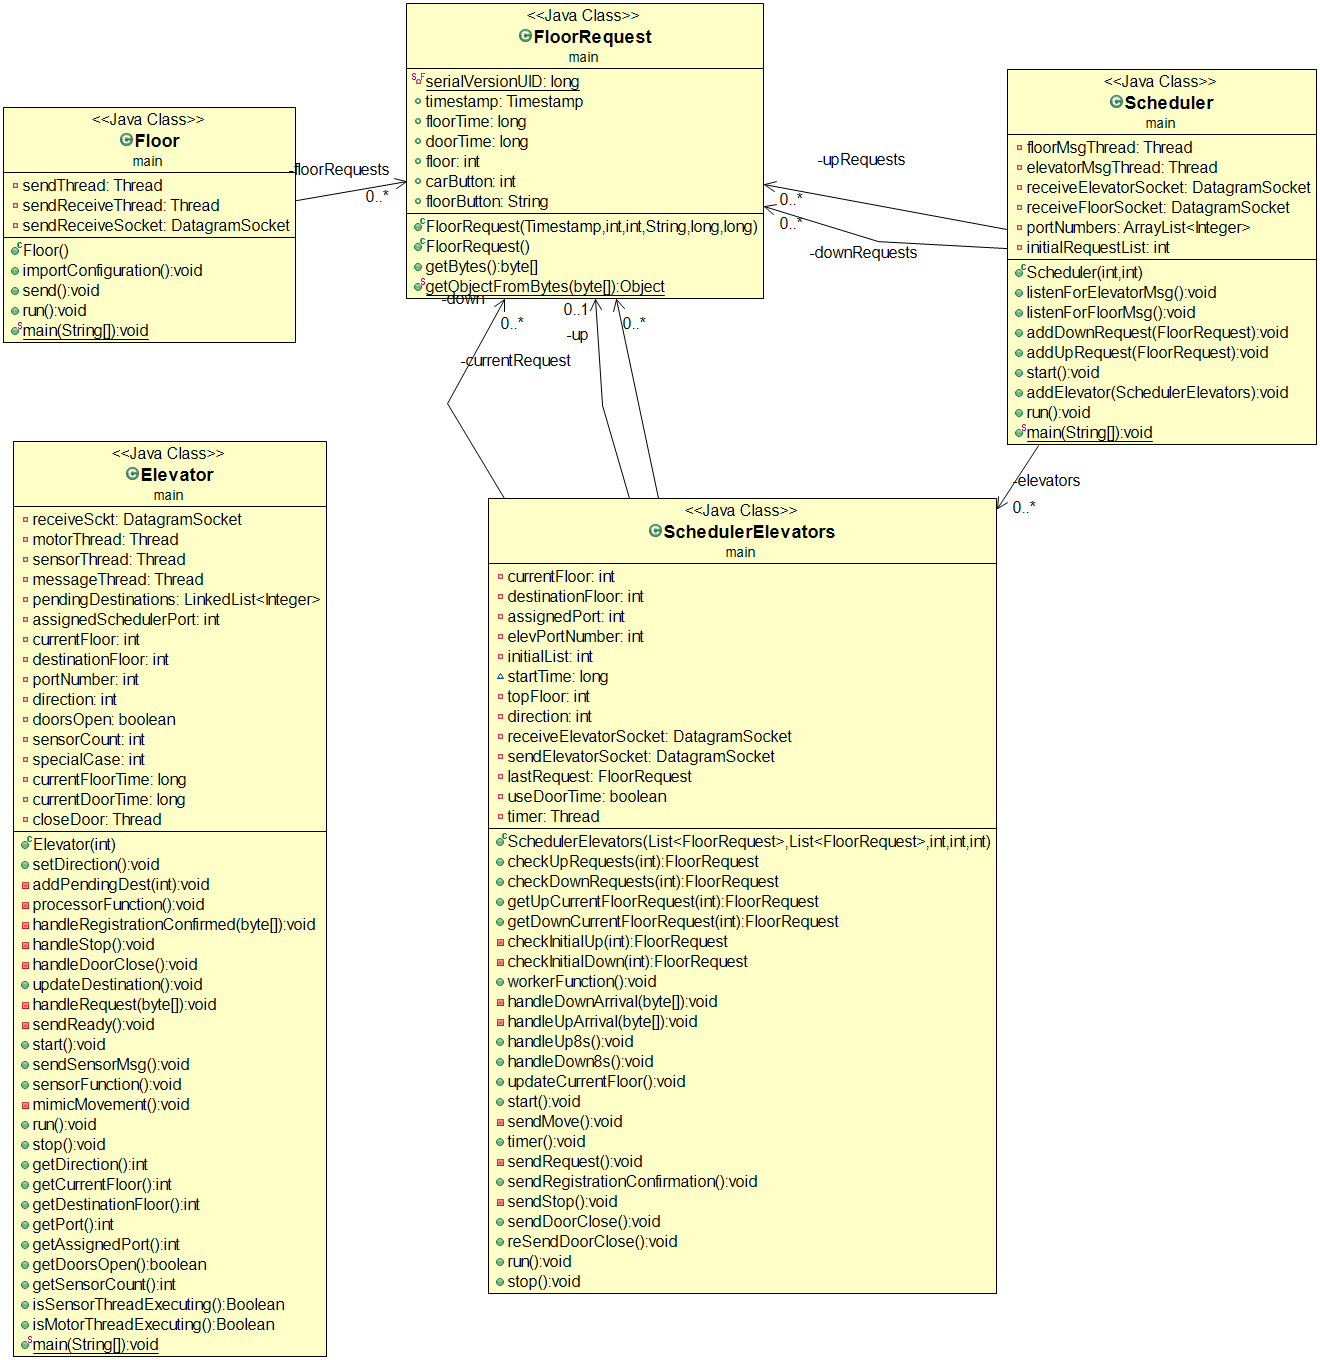 <<Java Class>>
Floor
main
sendThread: Thread
sendReceiveThread: Thread
sendReceiveSocket: DatagramSocket
Floor()
importConfiguration():void
send():void
run():void
main(String[]):void
-floorRequests
0..*
<<Java Class>>
FloorRequest
main
serialVersionUID: long
timestamp: Timestamp
floorTime: long
doorTime: long
floor: int
carButton: int
floorButton: String
FloorRequest(Timestamp,int,int,String,long,long)
FloorRequest()
getBytes():byte[]
getObjectFromBytes(byte[]):Object
-upRequests
0..*
0..*
-downRequests
<<Java Class>>
Scheduler
main
floorMsgThread: Thread
elevatorMsgThread: Thread
receiveElevatorSocket: DatagramSocket
receiveFloorSocket: DatagramSocket
portNumbers: ArrayList<Integer>
initialRequestList: int
Scheduler(int,int)
listenForElevatorMsg():void
listenForFloorMsg():void
addDownRequest(FloorRequest):void
addUpRequest(FloorRequest):void
start():void
addElevator(SchedulerElevators):void
run():void
main(String[]):void
-down
0..*
0..1
-up
0..*
-currentRequest
-elevators
0..*
<<Java Class>>
Elevator
main
receiveSckt: DatagramSocket
motorThread: Thread
sensorThread: Thread
messageThread: Thread
pendingDestinations: LinkedList<Integer>
assignedSchedulerPort: int
currentFloor: int
destinationFloor: int
portNumber: int
direction: int
doorsOpen: boolean
sensorCount: int
specialCase: int
currentFloorTime: long
currentDoorTime: long
closeDoor: Thread
Elevator(int)
setDirection():void
addPendingDest(int):void
processorFunction():void
handleRegistrationConfirmed(byte[]):void
handleStop():void
handleDoorClose():void
updateDestination():void
handleRequest(byte[]):void
sendReady():void
start():void
sendSensorMsg():void
sensorFunction():void
mimicMovement():void
run():void
stop():void
getDirection():int
getCurrentFloor():int
getDestinationFloor():int
getPort():int
getAssignedPort():int
getDoorsOpen():boolean
getSensorCount():int
isSensorThreadExecuting():Boolean
isMotorThreadExecuting():Boolean
main(String[]):void
<<Java Class>>
SchedulerElevators
main
currentFloor: int
destinationFloor: int
assignedPort: int
elevPortNumber: int
initialList: int
startTime: long
topFloor: int
direction: int
receiveElevatorSocket: DatagramSocket
sendElevatorSocket: DatagramSocket
lastRequest: FloorRequest
useDoorTime: boolean
timer: Thread
SchedulerElevators(List<FloorRequest>,List<FloorRequest>,int,int,int)
checkUpRequests(int):FloorRequest
checkDownRequests(int):FloorRequest
getUpCurrentFloorRequest(int):FloorRequest
getDownCurrentFloorRequest(int):FloorRequest
checkInitialUp(int):FloorRequest
checkInitialDown(int):FloorRequest
workerFunction():void
handleDownArrival(byte[]):void
handleUpArrival(byte[]):void
handleUp8s():void
handleDown8s():void
updateCurrentFloor():void
start():void
sendMove():void
timer():void
sendRequest():void
sendRegistrationConfirmation():void
sendStop():void
sendDoorClose():void
reSendDoorClose():void
run():void
stop():void